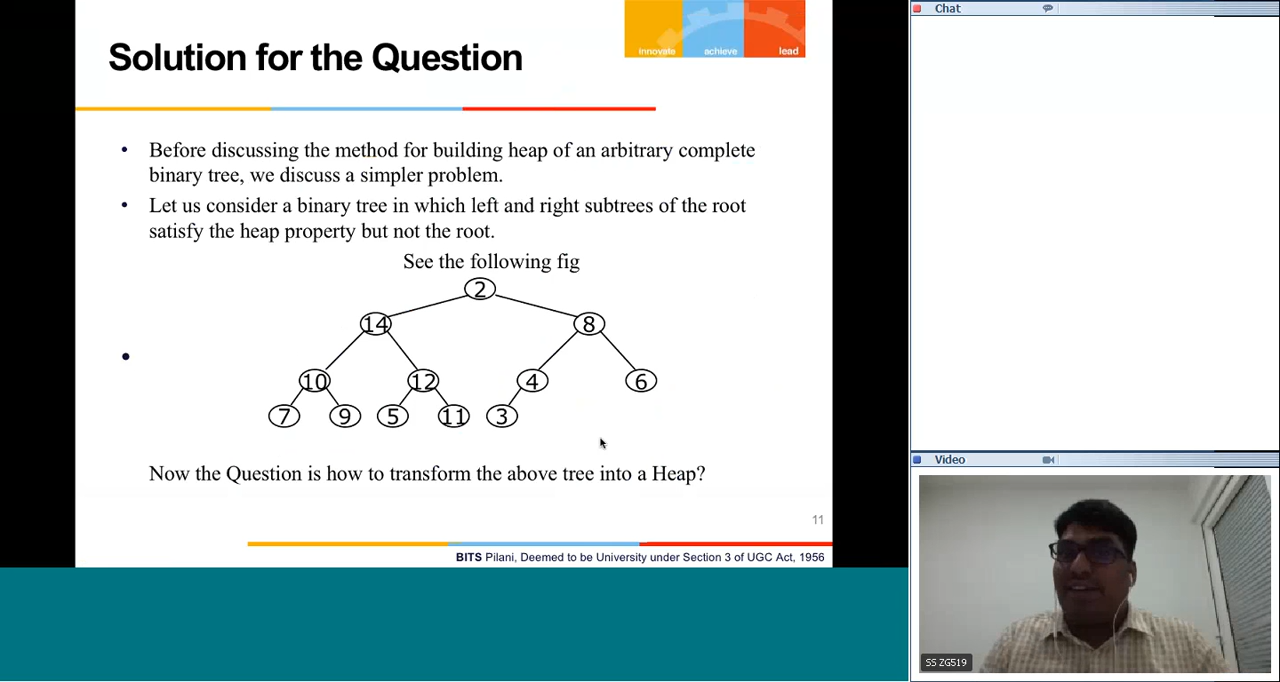 Solution for the Question
innovate achieve lead
• Before discussing the method for building heap of an arbitrary complete
binary tree, we discuss a simpler problem.
• Let us consider a binary tree in which left and right subtrees of the root
satisfy the heap property but not the root.
See the following fig
2
14 8
•
10 12 4 6
7 9 5 11 3
Now the Question is how to transform the above tree into a Heap?
11
BITS Pilani, Deemed to be University under Section 3 of UGC Act, 1956
Chat
Video
SS ZG519